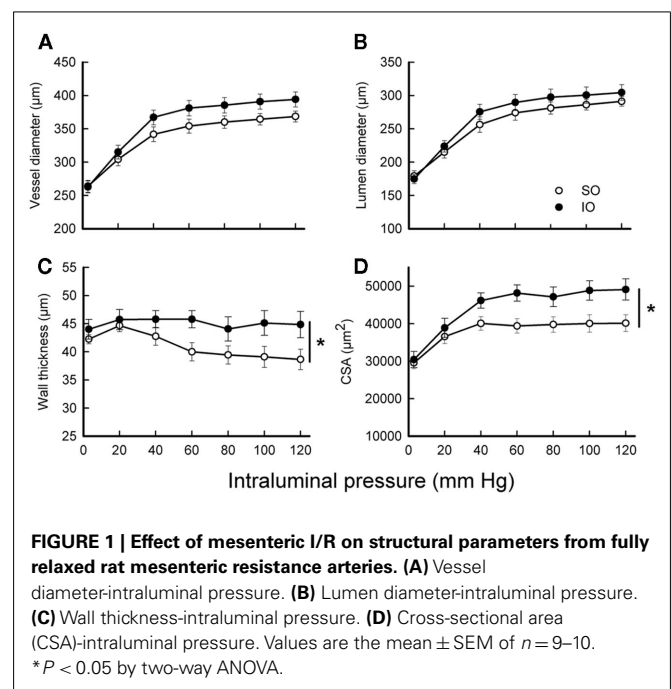 A
Vessel diameter (µm)
450
400
350
300
250
200
B
Lumen diameter (µm)
350
300
250
200
150
100
SO
IO
C
Wall thickness (µm)
55
50
45
40
35
30
25
0 20 40 60 80 100 120
*
D
CSA (µm²)
50000
40000
30000
20000
10000
0 20 40 60 80 100 120
*
Intraluminal pressure (mm Hg)
FIGURE 1 | Effect of mesenteric I/R on structural parameters from fully
relaxed rat mesenteric resistance arteries. (A) Vessel
diameter-intraluminal pressure. (B) Lumen diameter-intraluminal pressure.
(C) Wall thickness-intraluminal pressure. (D) Cross-sectional area
(CSA)-intraluminal pressure. Values are the mean ± SEM of n = 9–10.
*P < 0.05 by two-way ANOVA.